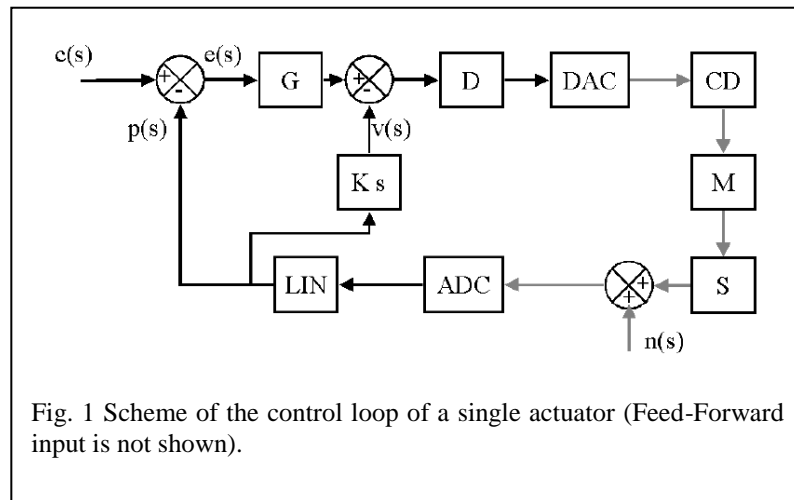 c(s)
e(s)
G
D
DAC
CD
p(s)
v(s)
K s
M
LIN
ADC
S
n(s)
+
-
+
-
+
+
Fig. 1 Scheme of the control loop of a single actuator (Feed-Forward
input is not shown).